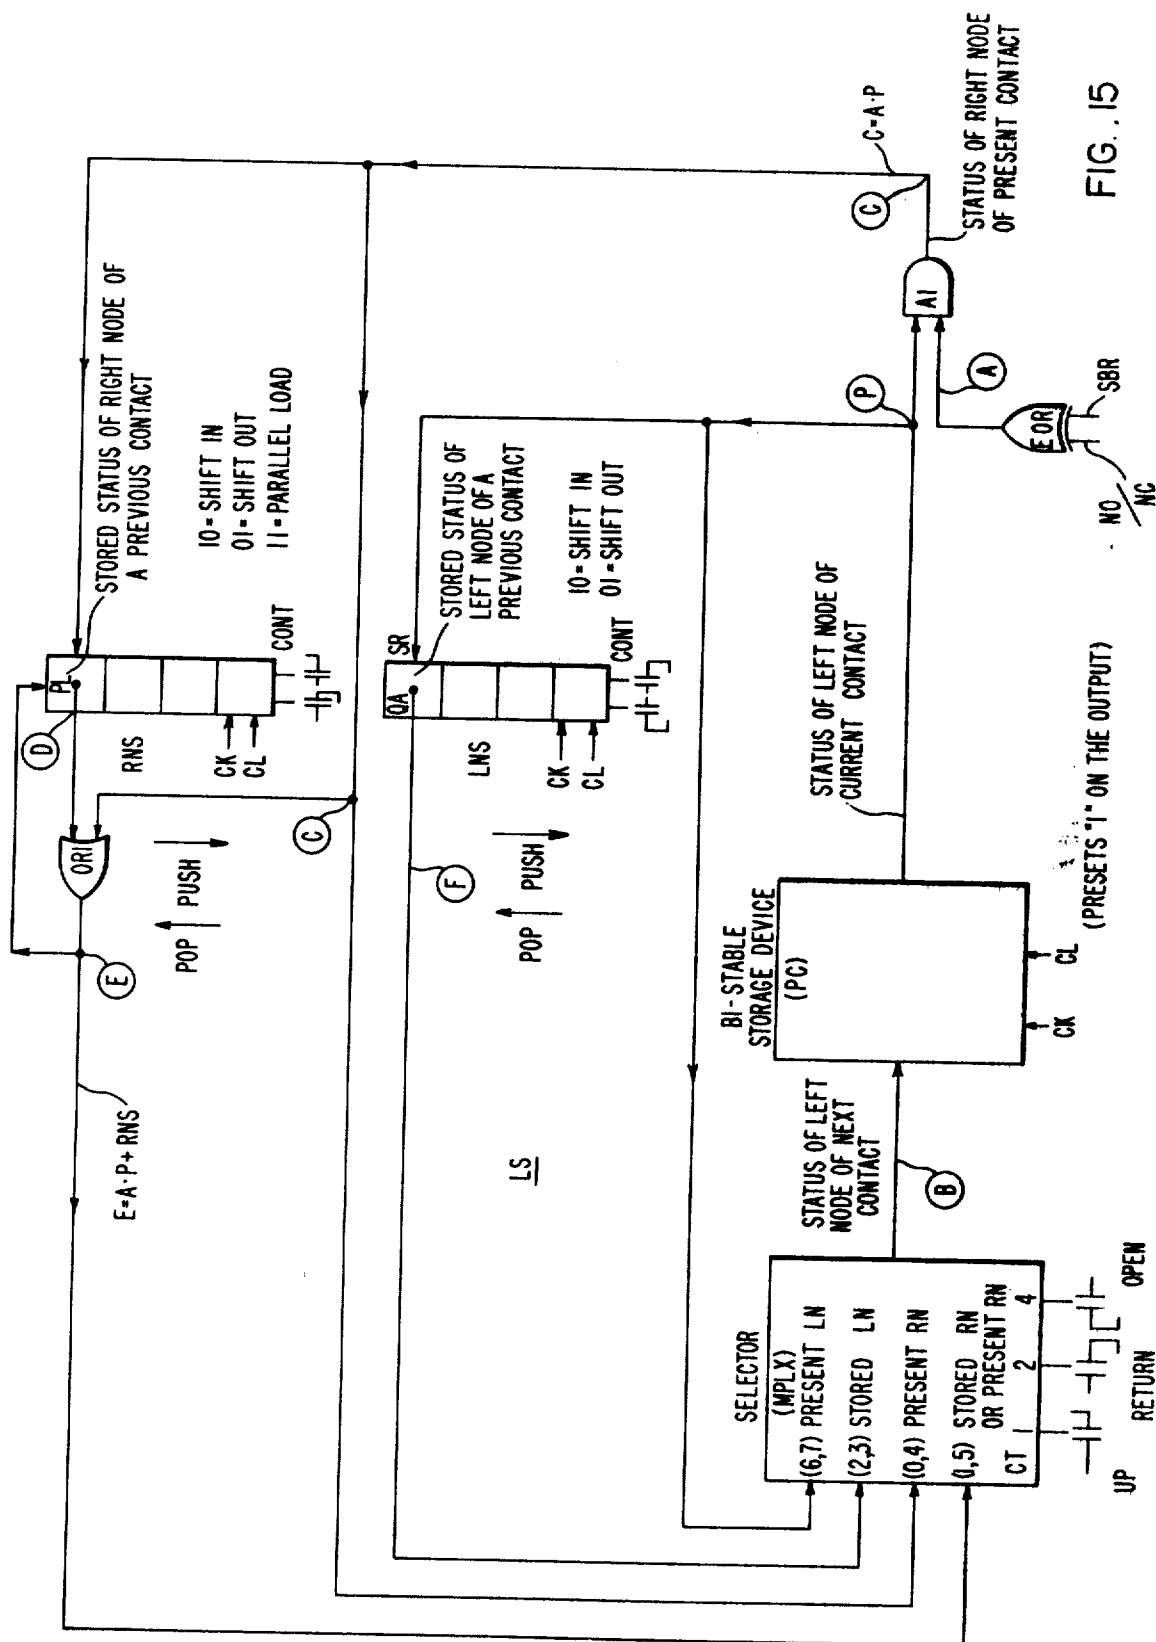 E=A·P+RNS
E
POP
PUSH
OR1
D
RNS
CK
CL
PL
CONT
STORED STATUS OF RIGHT NODE OF
A PREVIOUS CONTACT
10=SHIFT IN
01=SHIFT OUT
11=PARALLEL LOAD
C
F
POP
PUSH
LNS
CK
CL
QA
SR
CONT
STORED STATUS OF
LEFT NODE OF A
PREVIOUS CONTACT
10=SHIFT IN
01=SHIFT OUT
LS
SELECTOR
(MPLX)
(6,7) PRESENT LN
(2,3) STORED LN
(0,4) PRESENT RN
(1,5) STORED RN
OR PRESENT RN
CT 1 2 4
UP
RETURN
OPEN
STATUS OF LEFT
NODE OF NEXT
CONTACT
B
BI-STABLE
STORAGE DEVICE
(PC)
CK
CL
(PRESETS "1" ON THE OUTPUT)
STATUS OF LEFT NODE OF
CURRENT CONTACT
P
A
EOR
NO/NC
SBR
A1
C
C=A·P
STATUS OF RIGHT NODE
OF PRESENT CONTACT
FIG. 15